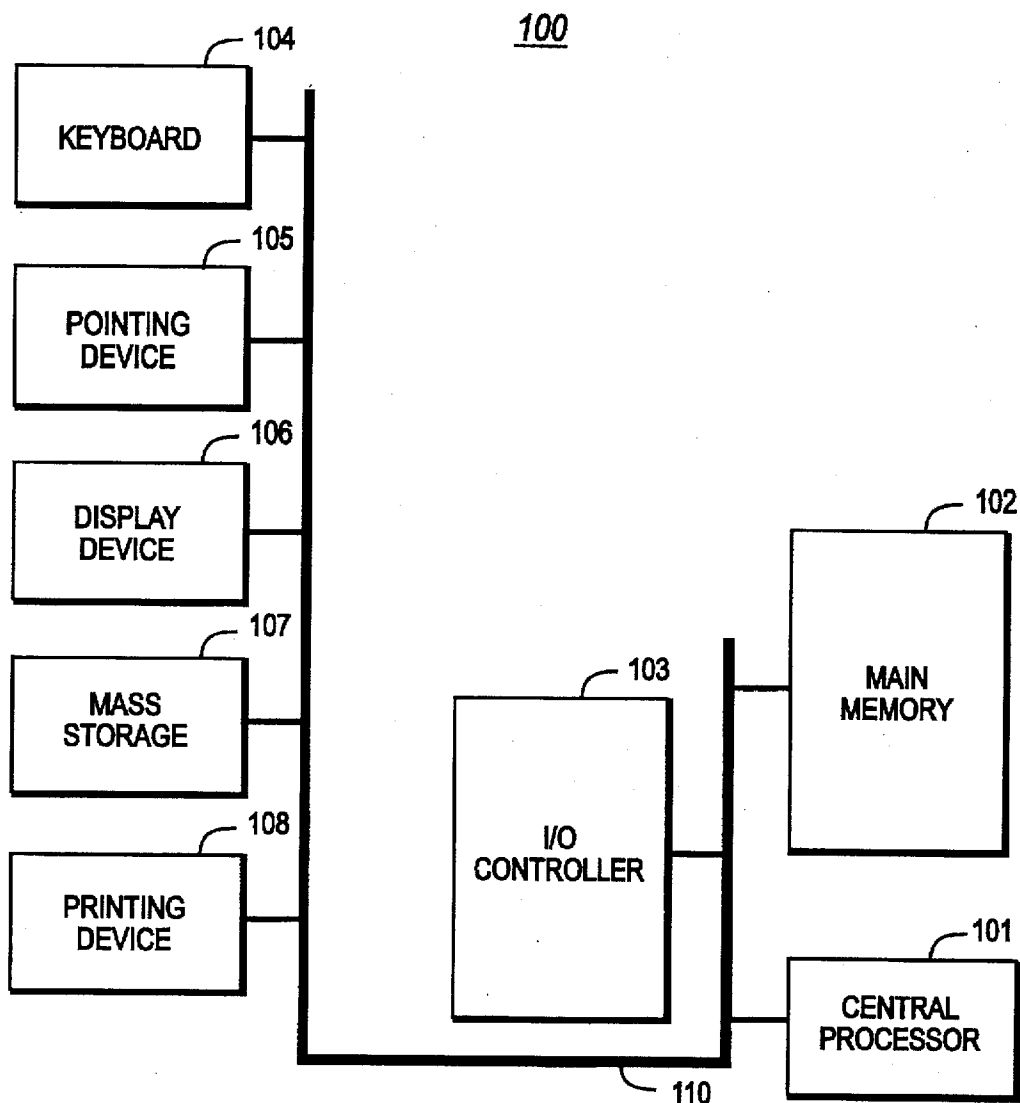 100
104
KEYBOARD
105
POINTING
DEVICE
106
DISPLAY
DEVICE
107
MASS
STORAGE
108
PRINTING
DEVICE
103
I/O
CONTROLLER
102
MAIN
MEMORY
101
CENTRAL
PROCESSOR
110